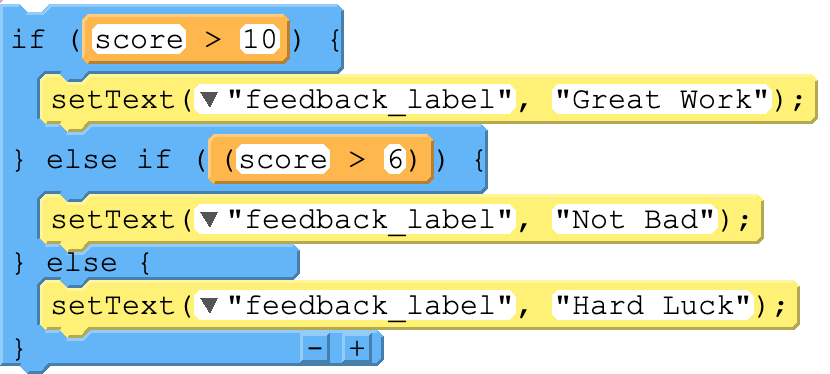 if (score > 10) {
setText(▼"feedback_label", "Great Work");
} else if ((score > 6)) {
setText(▼"feedback_label", "Not Bad");
} else {
setText(▼"feedback_label", "Hard Luck");
} - +